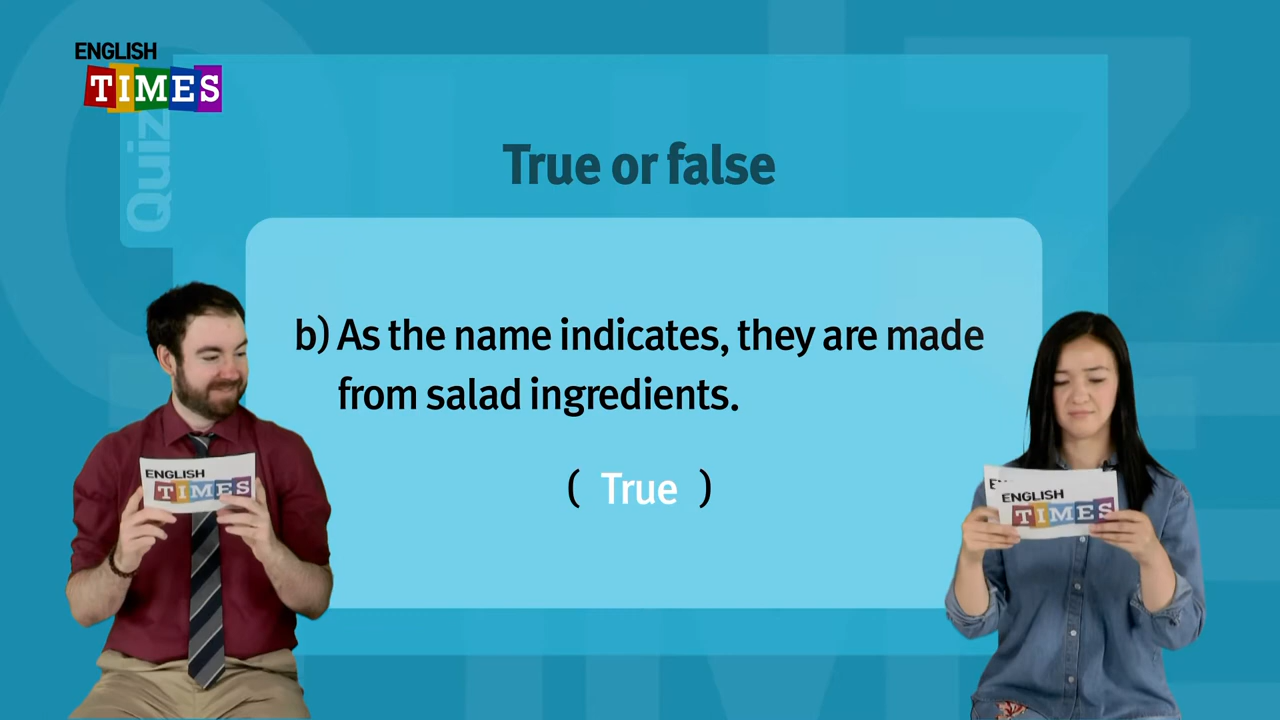 ENGLISH
TIMES
Quiz
True or false
b) As the name indicates, they are made
from salad ingredients.
( True )
ENGLISH
TIMES
ENGLISH
TIMES